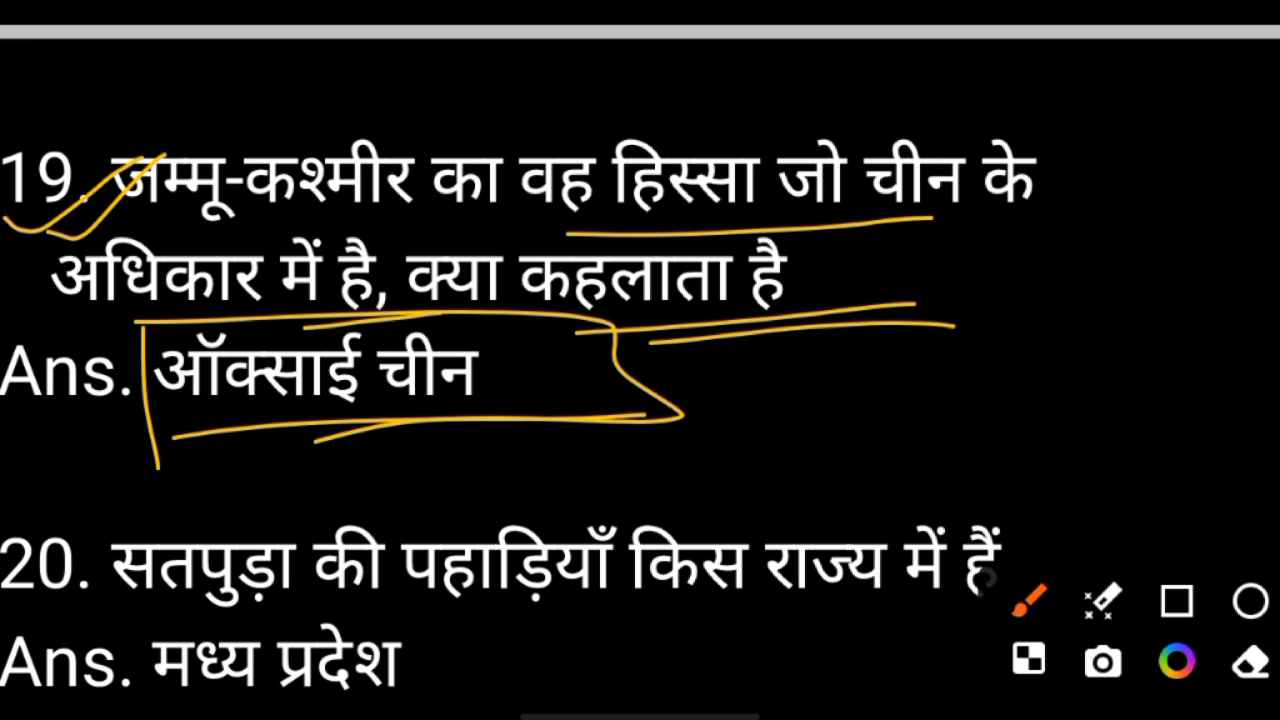 19. जम्मू-कश्मीर का वह हिस्सा जो चीन के
अधिकार में है, क्या कहलाता है
Ans. ऑक्साई चीन
20. सतपुड़ा की पहाड़ियाँ किस राज्य में हैं
Ans. मध्य प्रदेश